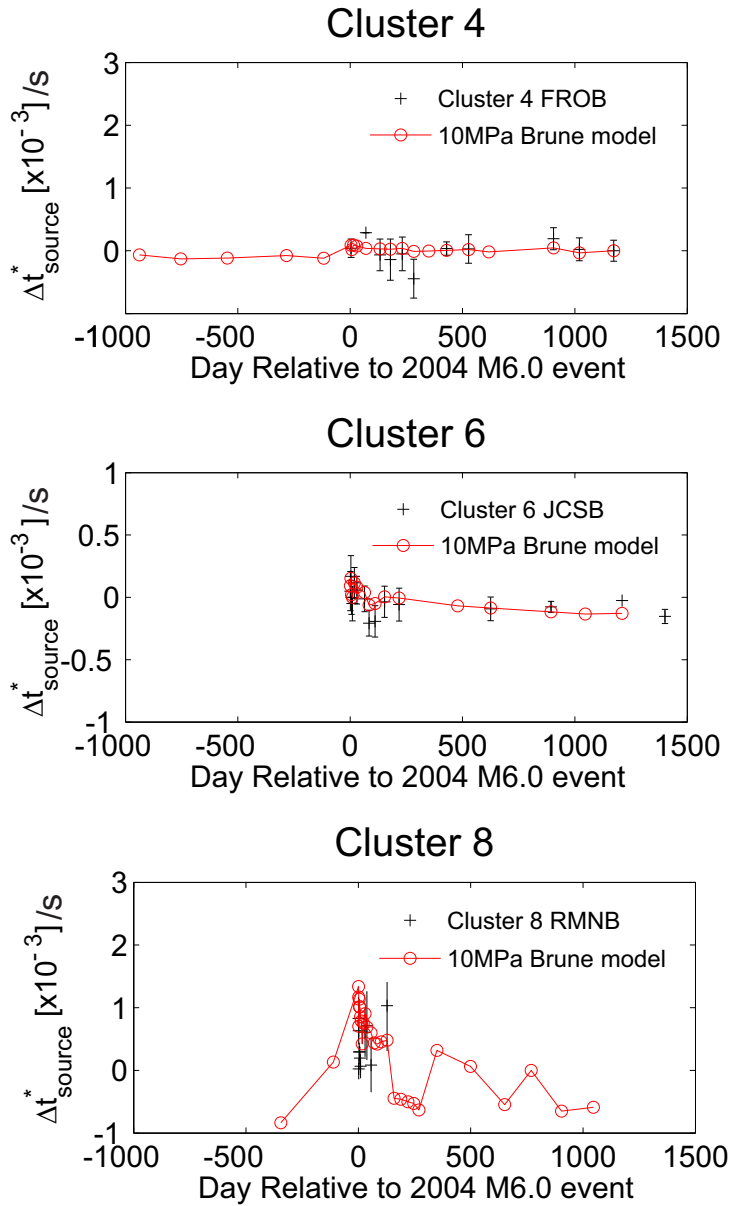 Cluster 4
3
2
1
0
-1000
-500
0
500
1000
1500
Δt*source [x10⁻³]/s
Cluster 4 FROB
10MPa Brune model
Day Relative to 2004 M6.0 event
Cluster 6
1
0.5
0
-0.5
-1
-1000
-500
0
500
1000
1500
Δt*source [x10⁻³]/s
Cluster 6 JCSB
10MPa Brune model
Day Relative to 2004 M6.0 event
Cluster 8
3
2
1
0
-1
-1000
-500
0
500
1000
1500
Δt*source [x10⁻³]/s
Cluster 8 RMNB
10MPa Brune model
Day Relative to 2004 M6.0 event